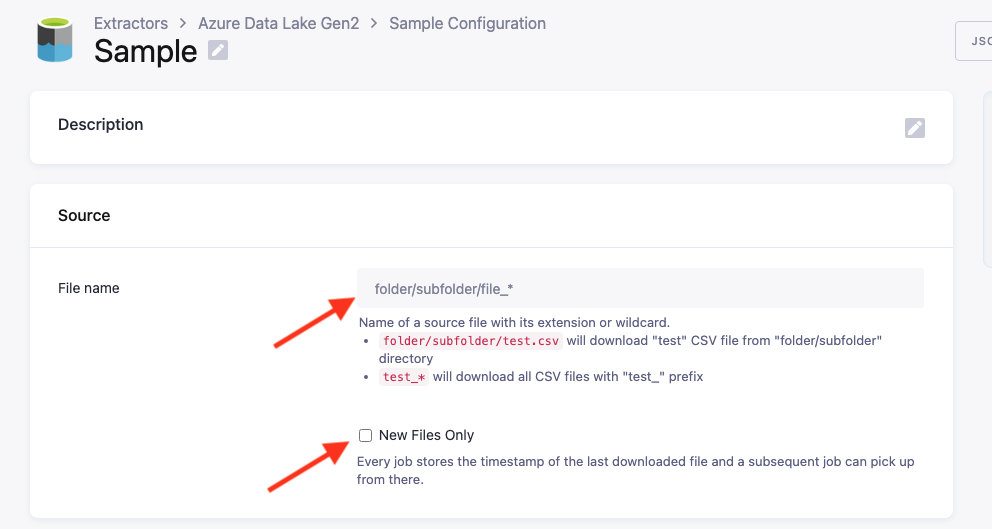 Extractors > Azure Data Lake Gen2 > Sample Configuration
Sample
Description
Source
File name
folder/subfolder/file_*
Name of a source file with its extension or wildcard.
• folder/subfolder/test.csv will download "test" CSV file from "folder/subfolder"
directory
• test_* will download all CSV files with "test_" prefix
New Files Only
Every job stores the timestamp of the last downloaded file and a subsequent job can pick up
from there.